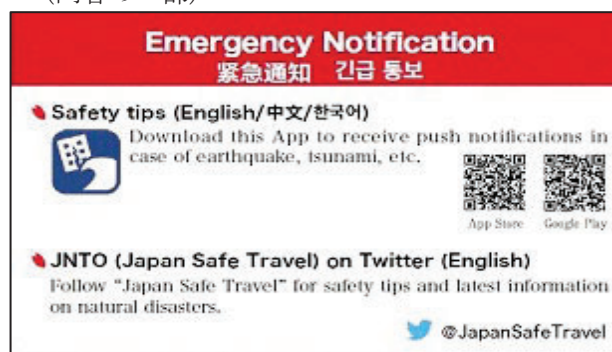 Emergency Notification
緊急通知 긴급 통보
Safety tips (English/中文/한국어)
Download this App to receive push notifications in
case of earthquake, tsunami, etc.
App Store Google Play
JNTO (Japan Safe Travel) on Twitter (English)
Follow “Japan Safe Travel” for safety tips and latest information
on natural disasters.
@JapanSafeTravel